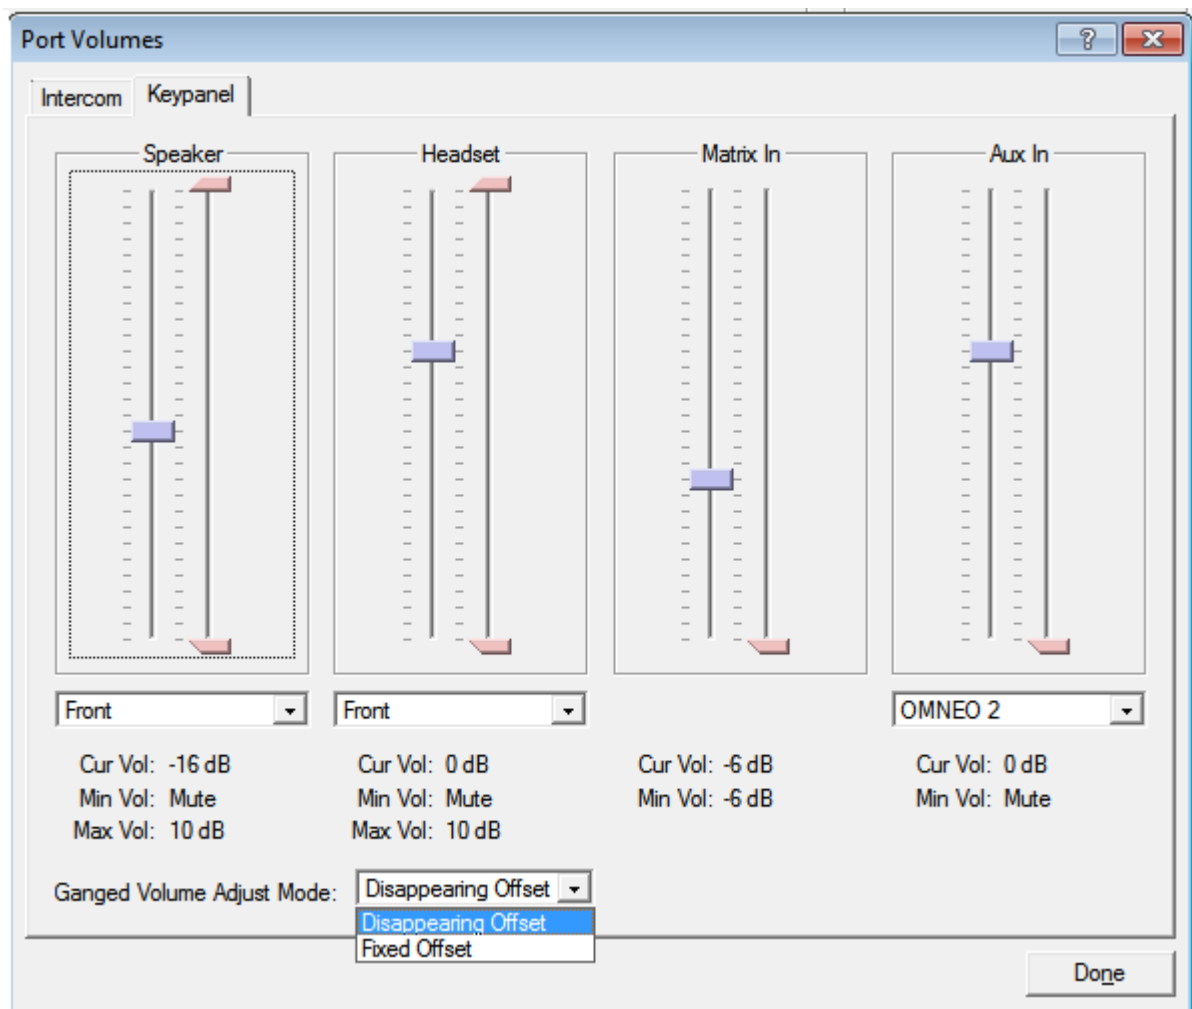 Port Volumes
?
Intercom Keypanel
Speaker Headset Matrix In Aux In
Front Front OMNEO 2
Cur Vol: -16 dB Cur Vol: 0 dB Cur Vol: -6 dB Cur Vol: 0 dB
Min Vol: Mute Min Vol: Mute Min Vol: -6 dB Min Vol: Mute
Max Vol: 10 dB Max Vol: 10 dB
Ganged Volume Adjust Mode: Disappearing Offset
Disappearing Offset
Fixed Offset
Done